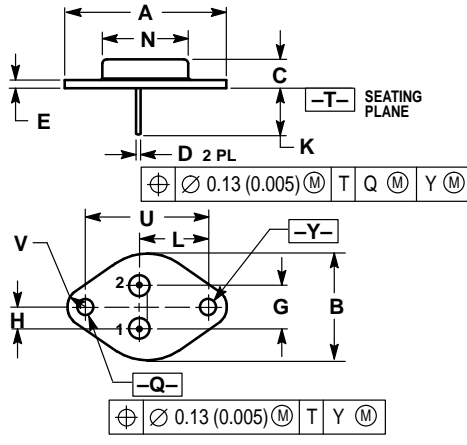 A
N
C
E
–T– SEATING PLANE
K
D 2 PL
⌖ ∅ 0.13 (0.005) Ⓜ T Q Ⓜ Y Ⓜ
U
V
L
–Y–
2
H
G
B
1
–Q–
⌖ ∅ 0.13 (0.005) Ⓜ T Y Ⓜ